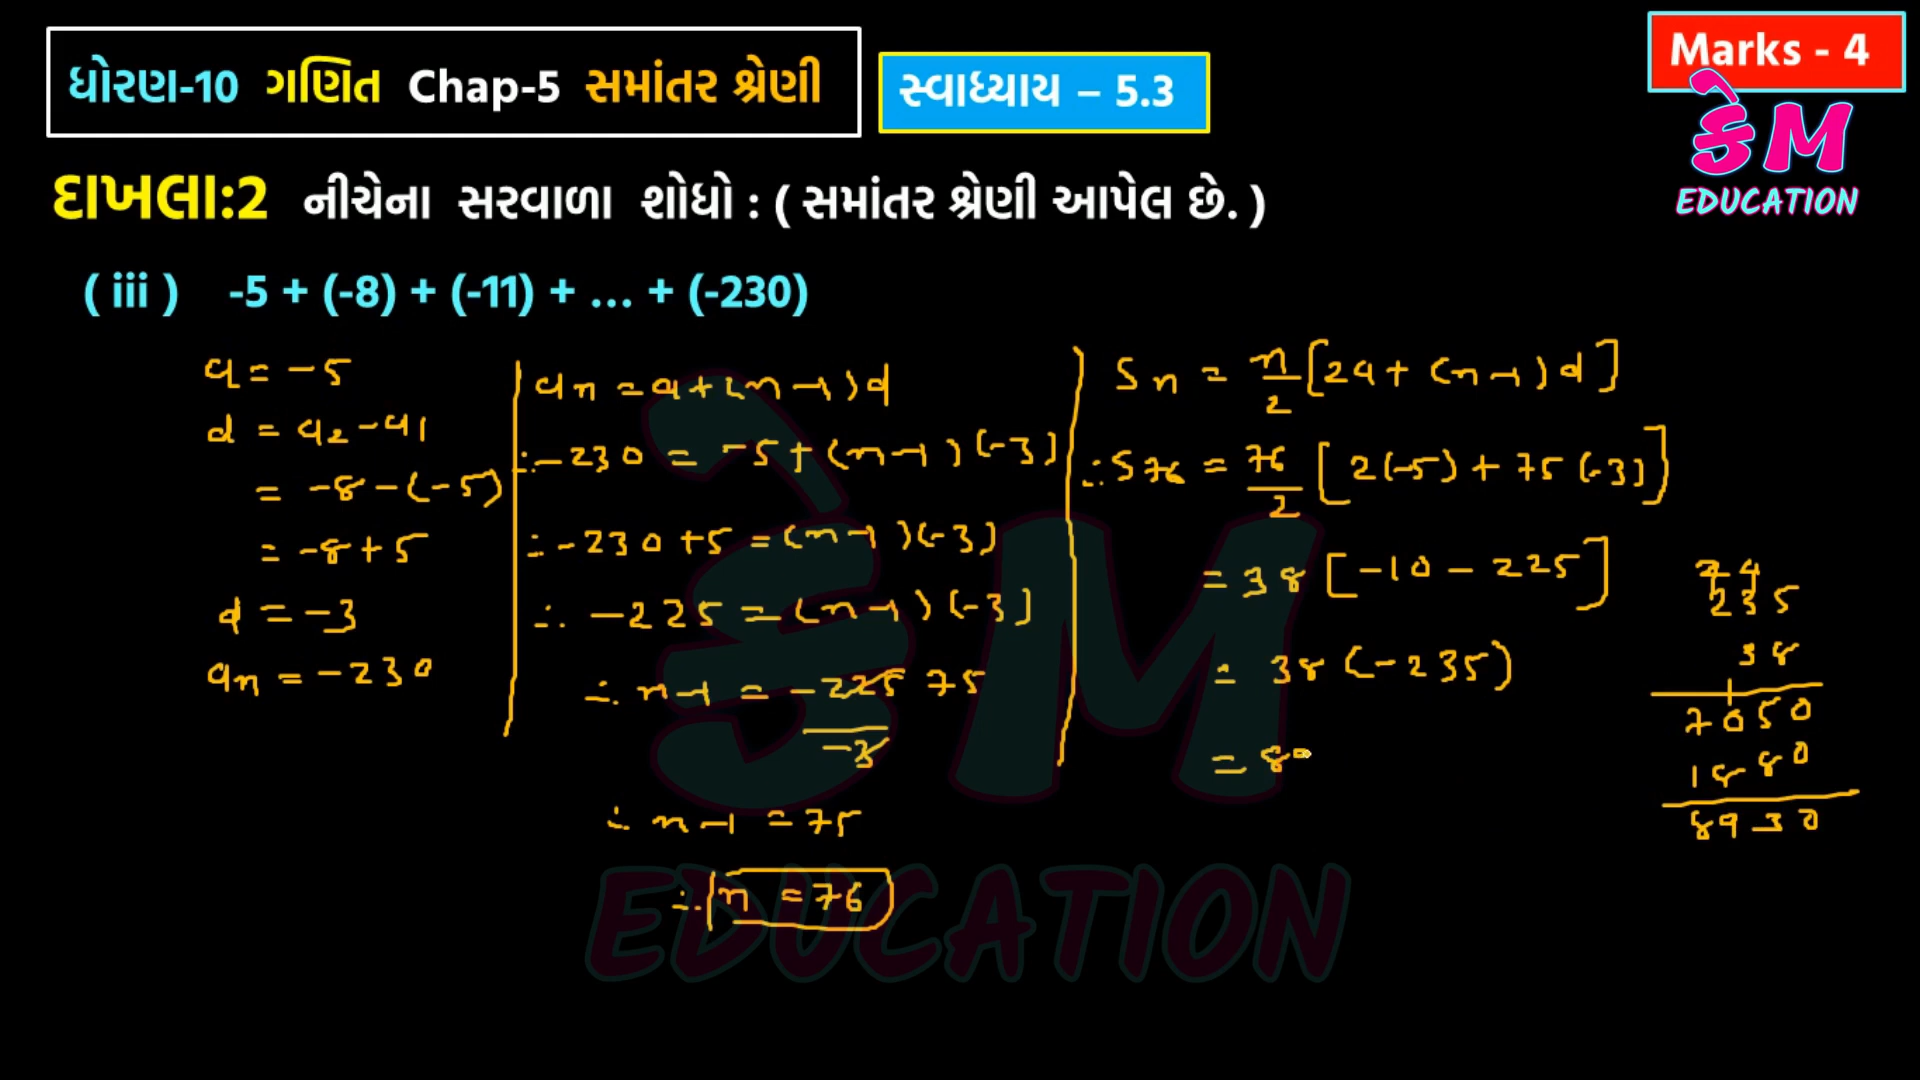 ધોરણ-10 ગણિત Chap-5 સમાંતર શ્રેણી
સ્વાધ્યાય – 5.3
Marks - 4
કેM
EDUCATION
દાખલા:2 નીચેના સરવાળા શોધો : ( સમાંતર શ્રેણી આપેલ છે. )
( iii ) -5 + (-8) + (-11) + ... + (-230)
a = -5
d = a2 - a1
= -8 - (-5)
= -8 + 5
d = -3
an = -230
an = a + (n-1) d
∴ -230 = -5 + (n-1) (-3)
∴ -230 + 5 = (n-1) (-3)
∴ -225 = (n-1) (-3)
∴ n-1 = -225 75
-3
∴ n-1 = 75
∴ n = 76
Sn = n/2 [2a + (n-1) d]
∴ S76 = 76/2 [2(-5) + 75 (-3)]
= 38 [-10 - 225]
= 38 (-235)
= 8
235
38
7050
1880
8930
કેM
EDUCATION